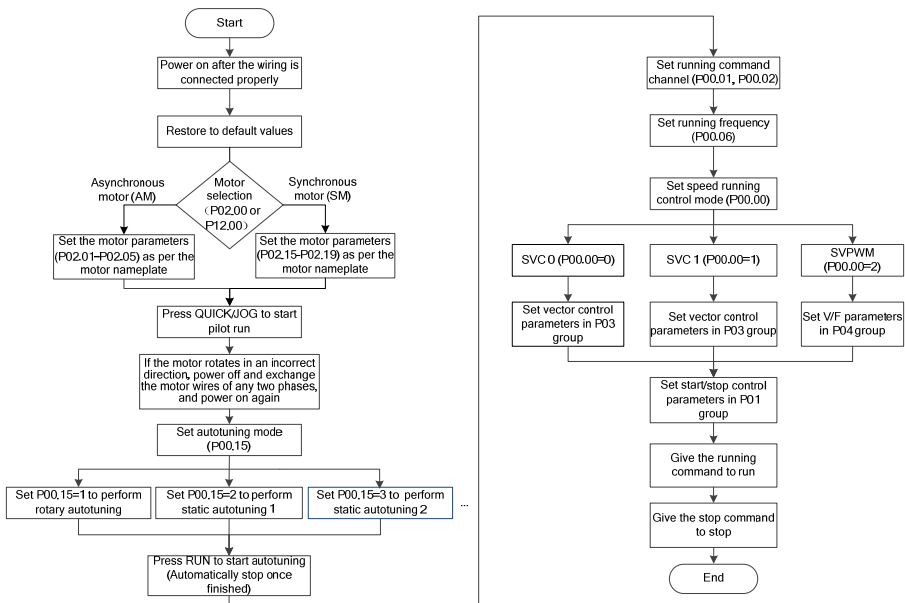 Start
Power on after the wiring is
connected properly
Restore to default values
Motor
selection
(P02.00 or
P12.00)
Asynchronous
motor (AM)
Synchronous
motor (SM)
Set the motor parameters
(P02.01-P02.05) as per the
motor nameplate
Set the motor parameters
(P02.15-P02.19) as per the
motor nameplate
Press QUICK/JOG to start
pilot run
If the motor rotates in an incorrect
direction, power off and exchange
the motor wires of any two phases,
and power on again
Set autotuning mode
(P00.15)
Set P00.15=1 to perform
rotary autotuning
Set P00.15=2 to perform
static autotuning 1
Set P00.15=3 to perform
static autotuning 2
...
Press RUN to start autotuning
(Automatically stop once
finished)
Set running command
channel (P00.01, P00.02)
Set running frequency
(P00.06)
Set speed running
control mode (P00.00)
SVC 0 (P00.00=0)
SVC 1 (P00.00=1)
SVPWM
(P00.00=2)
Set vector control
parameters in P03
group
Set vector control
parameters in P03
group
Set V/F parameters
in P04 group
Set start/stop control
parameters in P01
group
Give the running
command to run
Give the stop command
to stop
End